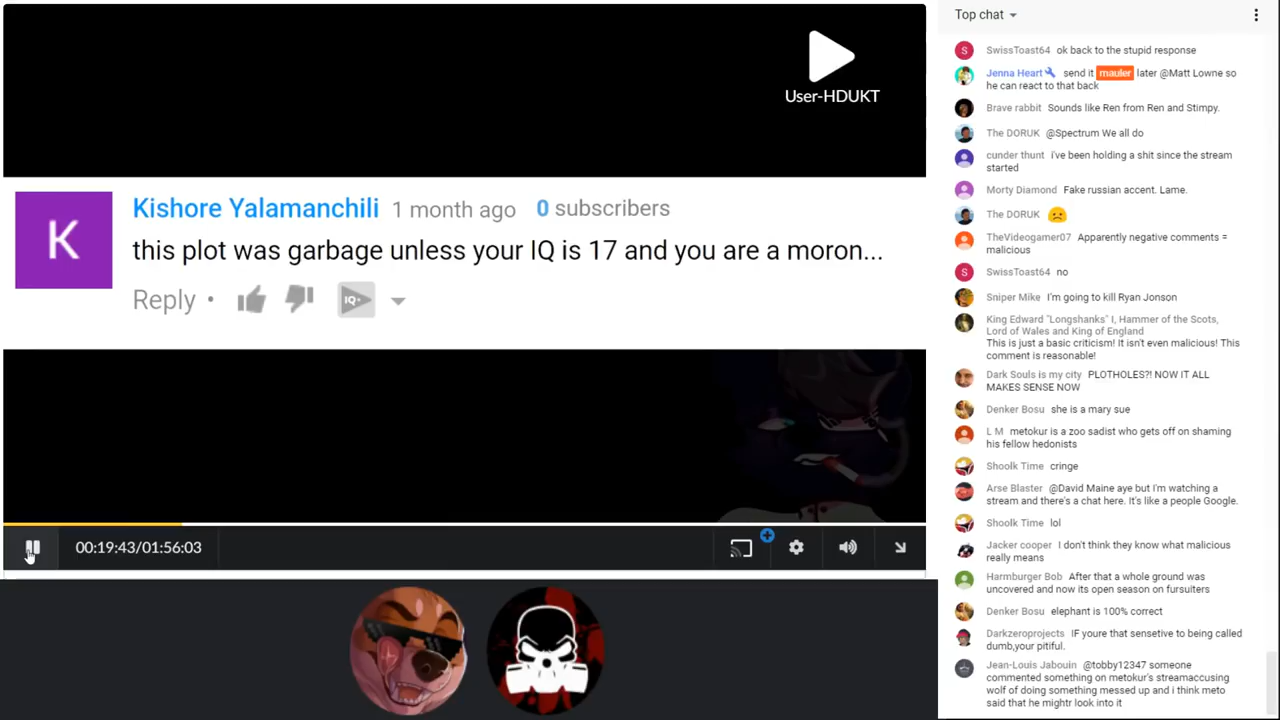 User-HDUKT
K
Kishore Yalamanchili 1 month ago 0 subscribers
this plot was garbage unless your IQ is 17 and you are a moron...
Reply •
IQ+
00:19:43/01:56:03
Top chat
S SwissToast64 ok back to the stupid response
Jenna Heart send it mauler later @Matt Lowne so
he can react to that back
Brave rabbit Sounds like Ren from Ren and Stimpy.
The DORUK @Spectrum We all do
cunder thunt i've been holding a shit since the stream
started
Morty Diamond Fake russian accent. Lame.
The DORUK
TheVideogamer07 Apparently negative comments =
malicious
S SwissToast64 no
Sniper Mike I'm going to kill Ryan Jonson
King Edward "Longshanks" I, Hammer of the Scots,
Lord of Wales and King of England
This is just a basic criticism! It isn't even malicious! This
comment is reasonable!
Dark Souls is my city PLOTHOLES?! NOW IT ALL
MAKES SENSE NOW
Denker Bosu she is a mary sue
L M metokur is a zoo sadist who gets off on shaming
his fellow hedonists
Shoolk Time cringe
Arse Blaster @David Maine aye but I'm watching a
stream and there's a chat here. It's like a people Google.
Shoolk Time lol
Jacker cooper I don't think they know what malicious
really means
Harmburger Bob After that a whole ground was
uncovered and now its open season on fursuiters
Denker Bosu elephant is 100% correct
Darkzeroprojects IF youre that sensetive to being called
dumb,your pitiful.
Jean-Louis Jabouin @tobby12347 someone
commented something on metokur's streamaccusing
wolf of doing something messed up and i think meto
said that he mightr look into it